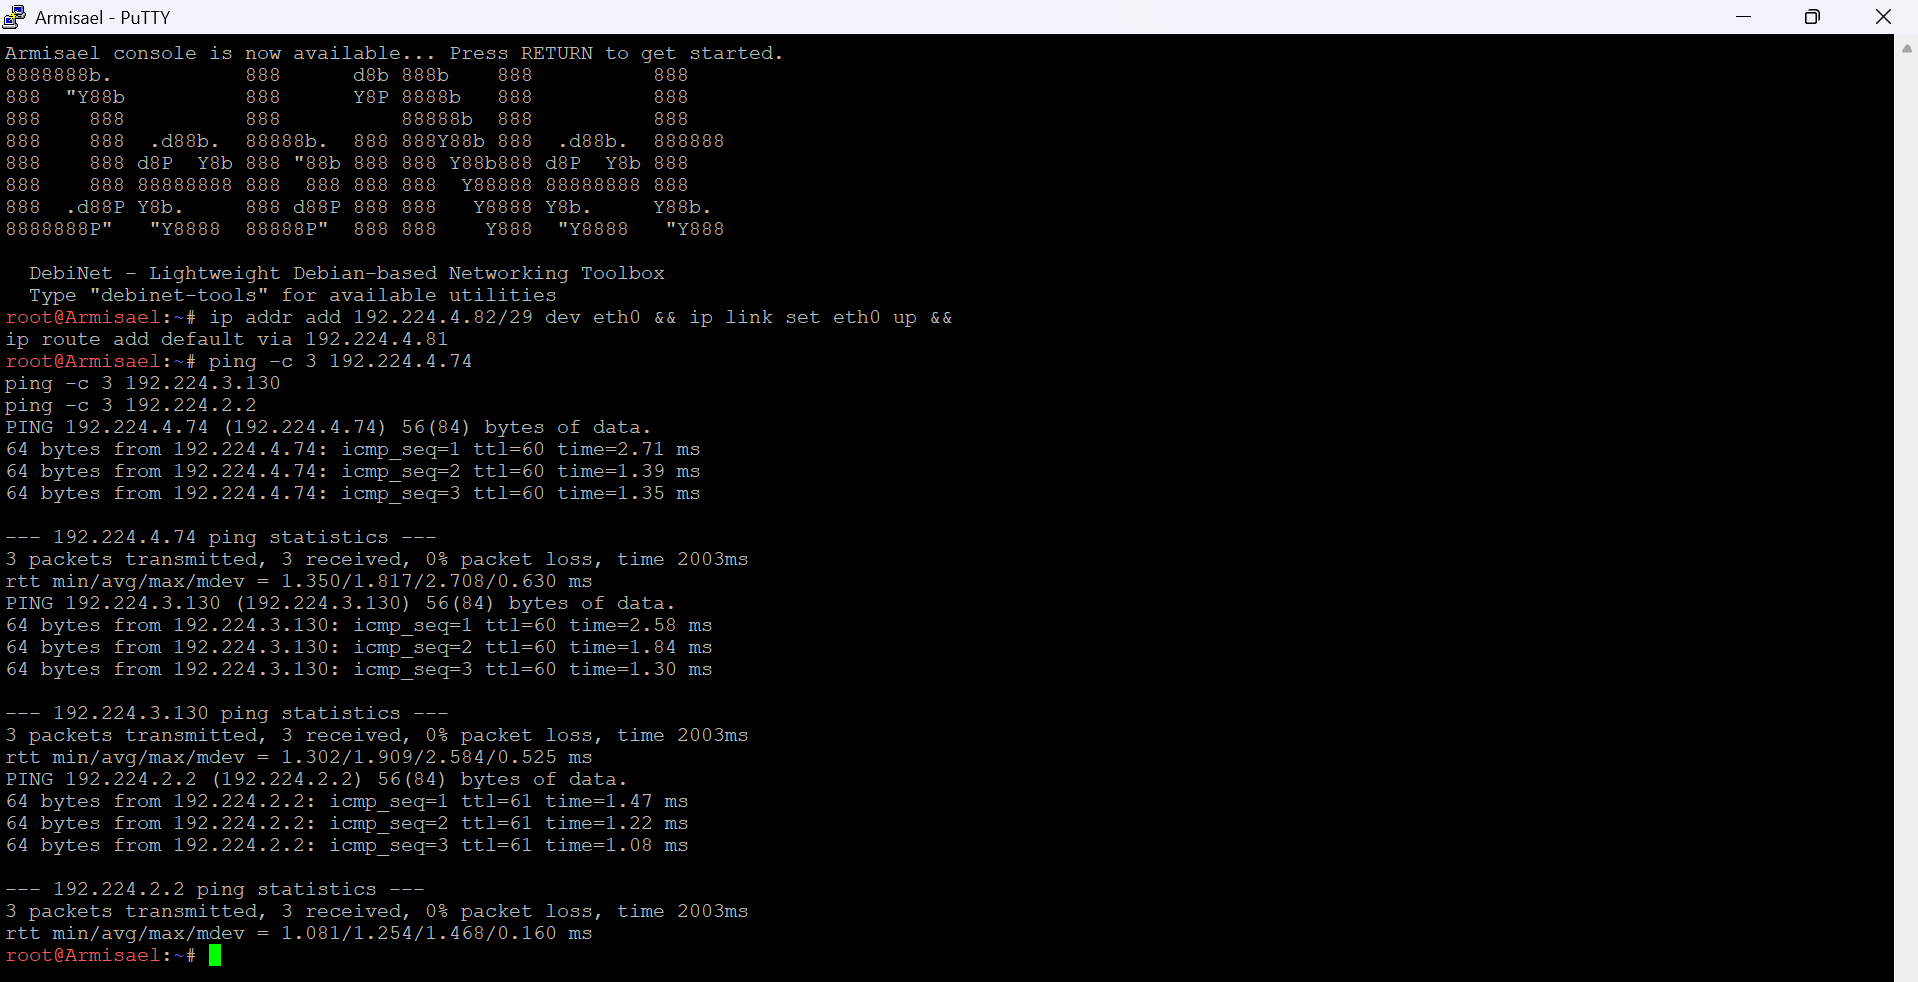 Armisael - PuTTY
Armisael console is now available... Press RETURN to get started.
8888888b.           888      d8b 888b    888          888
888  "Y88b          888      Y8P 8888b   888          888
888    888          888          88888b  888          888
888    888  .d88b.  88888b.  888 888Y88b 888  .d88b.  888888
888    888 d8P  Y8b 888 "88b 888 888 Y88b888 d8P  Y8b 888
888    888 88888888 888  888 888 888  Y88888 88888888 888
888  .d88P Y8b.     888 d88P 888 888   Y8888 Y8b.     Y88b.
8888888P"   "Y8888  88888P"  888 888    Y888  "Y8888   "Y888
DebiNet - Lightweight Debian-based Networking Toolbox
Type "debinet-tools" for available utilities
root@Armisael:~# ip addr add 192.224.4.82/29 dev eth0 && ip link set eth0 up &&
ip route add default via 192.224.4.81
root@Armisael:~# ping -c 3 192.224.4.74
ping -c 3 192.224.3.130
ping -c 3 192.224.2.2
PING 192.224.4.74 (192.224.4.74) 56(84) bytes of data.
64 bytes from 192.224.4.74: icmp_seq=1 ttl=60 time=2.71 ms
64 bytes from 192.224.4.74: icmp_seq=2 ttl=60 time=1.39 ms
64 bytes from 192.224.4.74: icmp_seq=3 ttl=60 time=1.35 ms
--- 192.224.4.74 ping statistics ---
3 packets transmitted, 3 received, 0% packet loss, time 2003ms
rtt min/avg/max/mdev = 1.350/1.817/2.708/0.630 ms
PING 192.224.3.130 (192.224.3.130) 56(84) bytes of data.
64 bytes from 192.224.3.130: icmp_seq=1 ttl=60 time=2.58 ms
64 bytes from 192.224.3.130: icmp_seq=2 ttl=60 time=1.84 ms
64 bytes from 192.224.3.130: icmp_seq=3 ttl=60 time=1.30 ms
--- 192.224.3.130 ping statistics ---
3 packets transmitted, 3 received, 0% packet loss, time 2003ms
rtt min/avg/max/mdev = 1.302/1.909/2.584/0.525 ms
PING 192.224.2.2 (192.224.2.2) 56(84) bytes of data.
64 bytes from 192.224.2.2: icmp_seq=1 ttl=61 time=1.47 ms
64 bytes from 192.224.2.2: icmp_seq=2 ttl=61 time=1.22 ms
64 bytes from 192.224.2.2: icmp_seq=3 ttl=61 time=1.08 ms
--- 192.224.2.2 ping statistics ---
3 packets transmitted, 3 received, 0% packet loss, time 2003ms
rtt min/avg/max/mdev = 1.081/1.254/1.468/0.160 ms
root@Armisael:~#